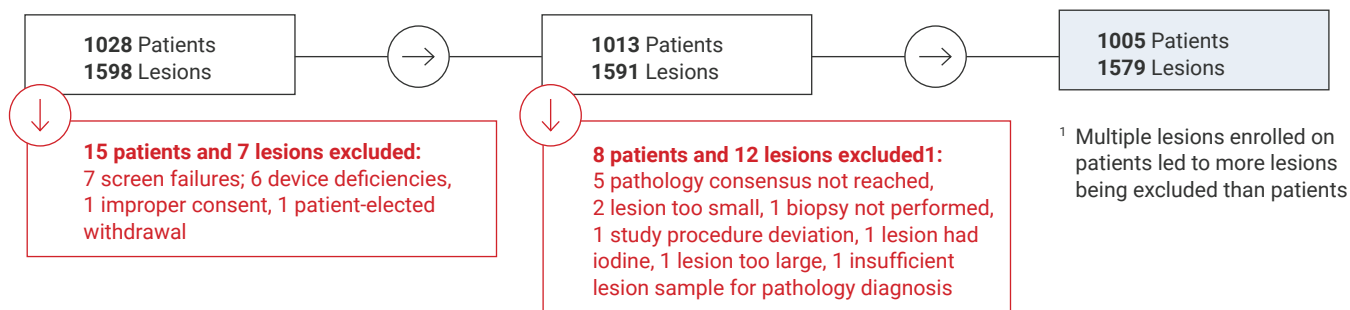 1028 Patients
1598 Lesions
1013 Patients
1591 Lesions
1005 Patients
1579 Lesions
15 patients and 7 lesions excluded:
7 screen failures; 6 device deficiencies,
1 improper consent, 1 patient-elected
withdrawal
8 patients and 12 lesions excluded1:
5 pathology consensus not reached,
2 lesion too small, 1 biopsy not performed,
1 study procedure deviation, 1 lesion had
iodine, 1 lesion too large, 1 insufficient
lesion sample for pathology diagnosis
1 Multiple lesions enrolled on
patients led to more lesions
being excluded than patients